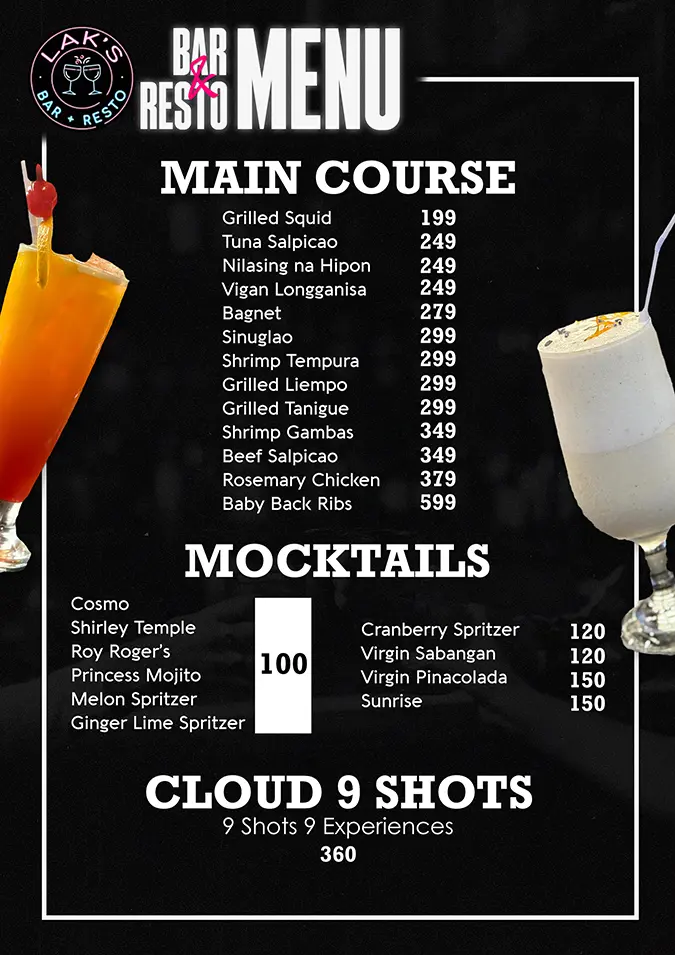 LAK'S
BAR + RESTO
BAR & RESTO MENU
MAIN COURSE
Grilled Squid 199
Tuna Salpicao 249
Nilasing na Hipon 249
Vigan Longganisa 249
Bagnet 279
Sinuglao 299
Shrimp Tempura 299
Grilled Liempo 299
Grilled Tanigue 299
Shrimp Gambas 349
Beef Salpicao 349
Rosemary Chicken 379
Baby Back Ribs 599
MOCKTAILS
Cosmo
Shirley Temple
Roy Roger's
Princess Mojito
Melon Spritzer
Ginger Lime Spritzer
100
Cranberry Spritzer 120
Virgin Sabangan 120
Virgin Pinacolada 150
Sunrise 150
CLOUD 9 SHOTS
9 Shots 9 Experiences
360